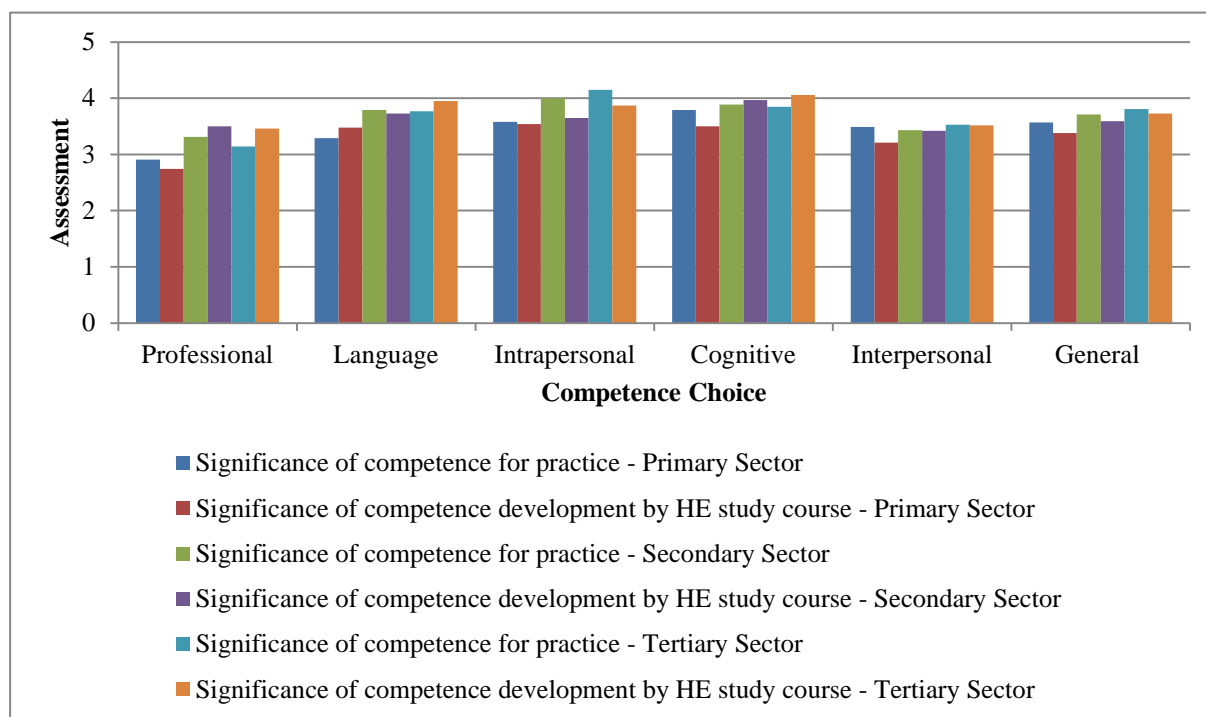 5
4
3
2
1
0
Assessment
Professional Language Intrapersonal Cognitive Interpersonal General
Competence Choice
Significance of competence for practice - Primary Sector
Significance of competence development by HE study course - Primary Sector
Significance of competence for practice - Secondary Sector
Significance of competence development by HE study course - Secondary Sector
Significance of competence for practice - Tertiary Sector
Significance of competence development by HE study course - Tertiary Sector